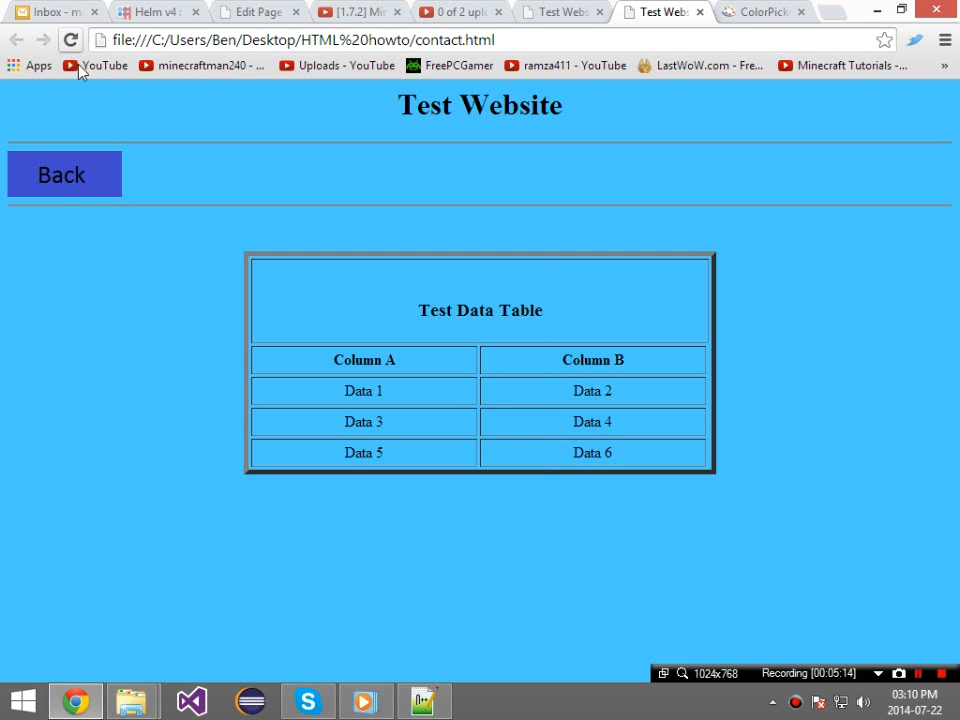 Inbox - m Helm v4 : Edit Page [1.7.2] Mi 0 of 2 upl Test Webs Test Webs ColorPick
file:///C:/Users/Ben/Desktop/HTML%20howto/contact.html
Apps YouTube minecraftman240 - ... Uploads - YouTube FreePCGamer ramza411 - YouTube LastWoW.com - Fre... Minecraft Tutorials -... »
Test Website
Back
Test Data Table
Column A Column B
Data 1 Data 2
Data 3 Data 4
Data 5 Data 6
1024x768 Recording [00:05:14]
03:10 PM
2014-07-22